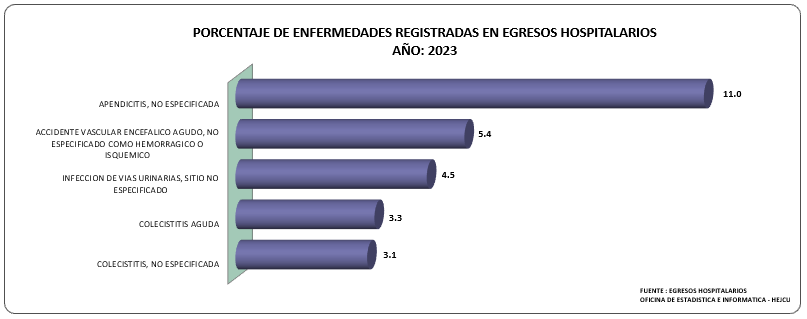 PORCENTAJE DE ENFERMEDADES REGISTRADAS EN EGRESOS HOSPITALARIOS
AÑO: 2023
APENDICITIS, NO ESPECIFICADA
11.0
ACCIDENTE VASCULAR ENCEFALICO AGUDO, NO
ESPECIFICADO COMO HEMORRAGICO O
ISQUEMICO
5.4
INFECCION DE VIAS URINARIAS, SITIO NO
ESPECIFICADO
4.5
COLECISTITIS AGUDA
3.3
COLECISTITIS, NO ESPECIFICADA
3.1
FUENTE : EGRESOS HOSPITALARIOS
OFICINA DE ESTADISTICA E INFORMATICA - HEJCU